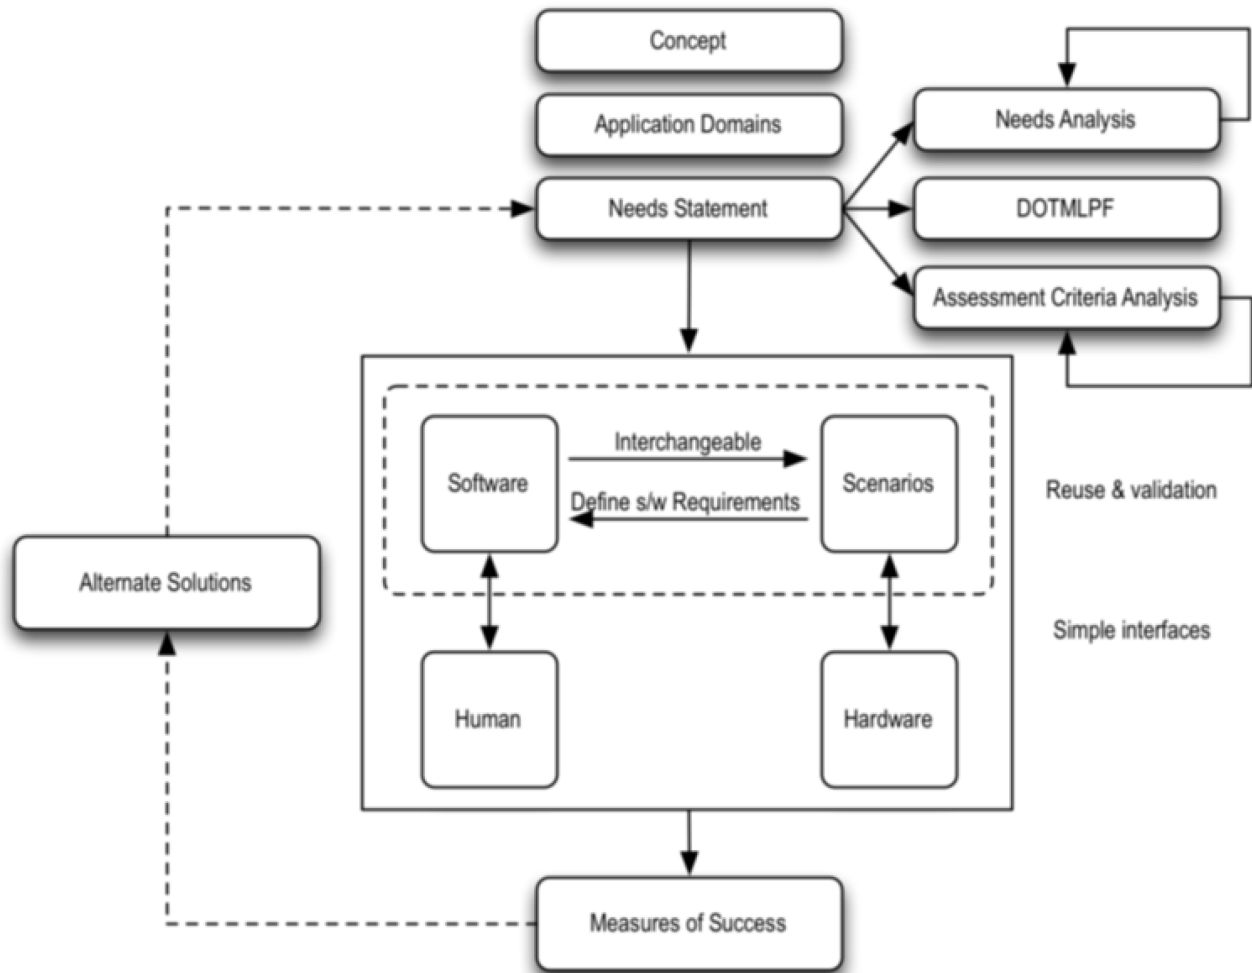 Concept
Application Domains
Needs Analysis
Needs Statement
DOTMLPF
Assessment Criteria Analysis
Interchangeable
Software
Scenarios
Define s/w Requirements
Reuse & validation
Alternate Solutions
Simple interfaces
Human
Hardware
Measures of Success